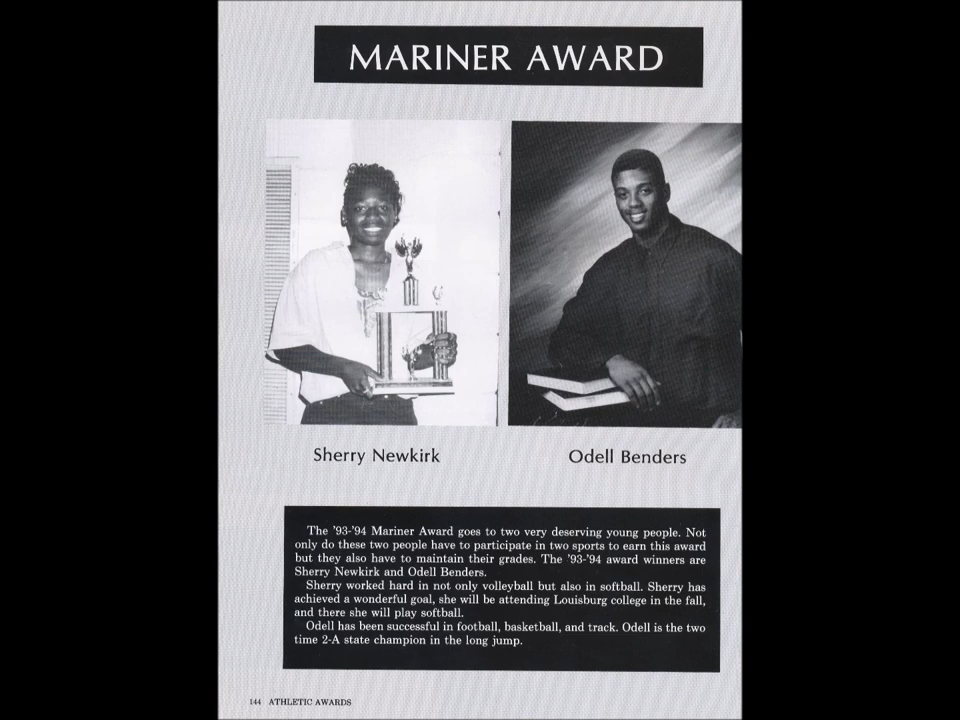 MARINER AWARD
Sherry Newkirk
Odell Benders
The '93-'94 Mariner Award goes to two very deserving young people. Not
only do these two people have to participate in two sports to earn this award
but they also have to maintain their grades. The '93-'94 award winners are
Sherry Newkirk and Odell Benders.
Sherry worked hard in not only volleyball but also in softball. Sherry has
achieved a wonderful goal, she will be attending Louisburg college in the fall,
and there she will play softball.
Odell has been successful in football, basketball, and track. Odell is the two
time 2-A state champion in the long jump.
144 ATHLETIC AWARDS